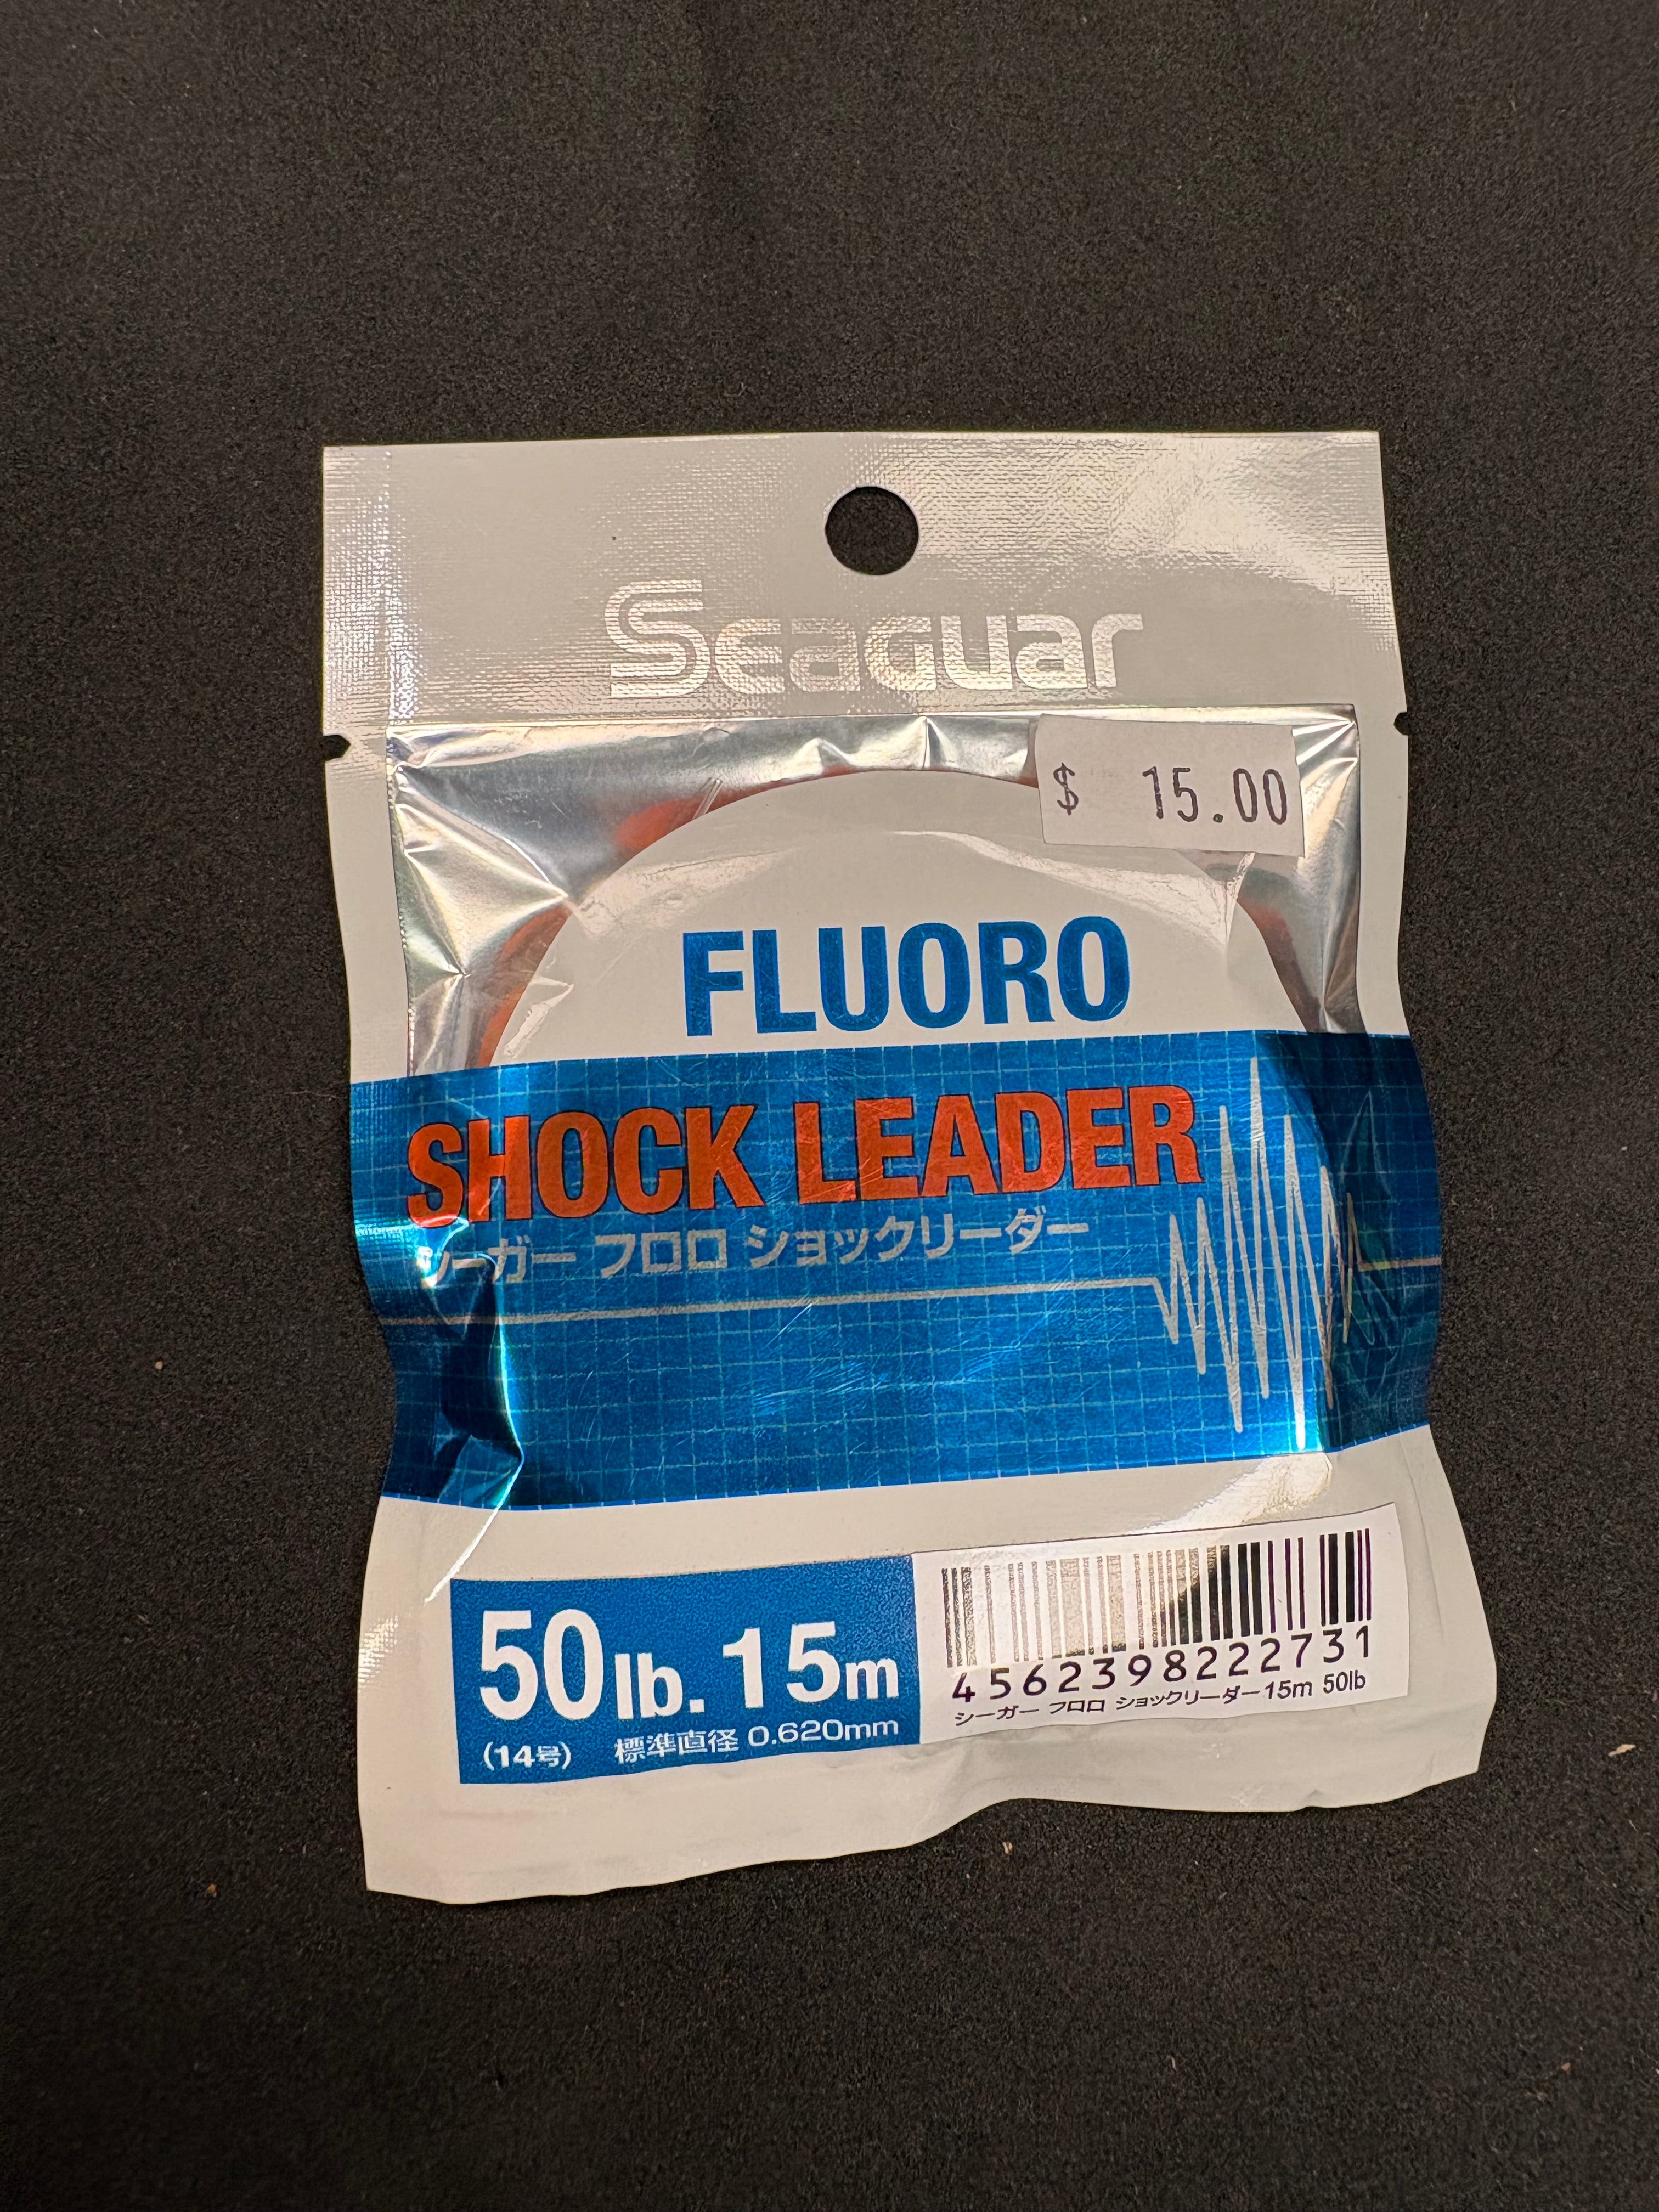 Seaguar
$ 15.00
FLUORO
SHOCK LEADER
シーガー フロロ ショックリーダー
50lb. 15m
(14号) 標準直径 0.620mm
4562398222731
シーガー フロロ ショックリーダー15m 50lb